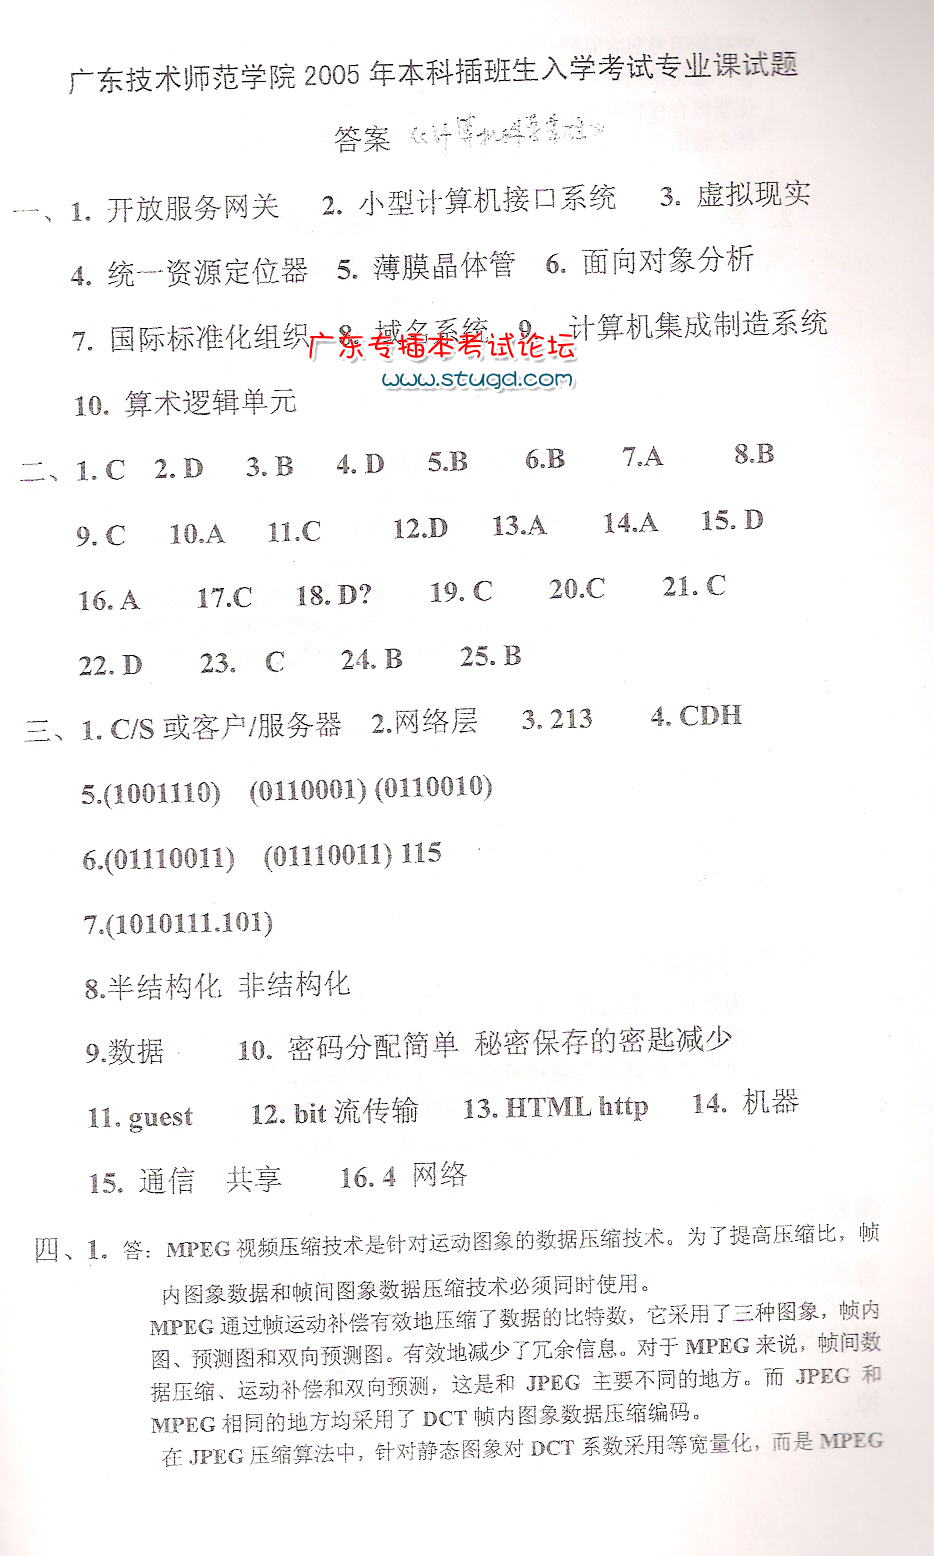 广东技术师范学院 2005 年本科插班生入学考试专业课试题
答案 《计算机科学基础》
一、1. 开放服务网关 2. 小型计算机接口系统 3. 虚拟现实
4. 统一资源定位器 5. 薄膜晶体管 6. 面向对象分析
7. 国际标准化组织 8. 域名系统 9. 计算机集成制造系统
广东专插本考试论坛
www.stugd.com
10. 算术逻辑单元
二、1. C 2. D 3. B 4. D 5.B 6.B 7.A 8.B
9. C 10.A 11.C 12.D 13.A 14.A 15. D
16. A 17.C 18. D? 19. C 20.C 21. C
22. D 23. C 24. B 25. B
三、1. C/S 或客户/服务器 2.网络层 3. 213 4. CDH
5.(1001110) (0110001) (0110010)
6.(01110011) (01110011) 115
7.(1010111.101)
8.半结构化 非结构化
9.数据 10. 密码分配简单 秘密保存的密匙减少
11. guest 12. bit 流传输 13. HTML http 14. 机器
15. 通信 共享 16. 4 网络
四、1. 答：MPEG 视频压缩技术是针对运动图象的数据压缩技术。为了提高压缩比，帧
内图象数据和帧间图象数据压缩技术必须同时使用。
MPEG 通过帧运动补偿有效地压缩了数据的比特数，它采用了三种图象，帧内
图、预测图和双向预测图。有效地减少了冗余信息。对于 MPEG 来说，帧间数
据压缩、运动补偿和双向预测，这是和 JPEG 主要不同的地方。而 JPEG 和
MPEG 相同的地方均采用了 DCT 帧内图象数据压缩编码。
在 JPEG 压缩算法中，针对静态图象对 DCT 系数采用等宽量化，而是 MPEG